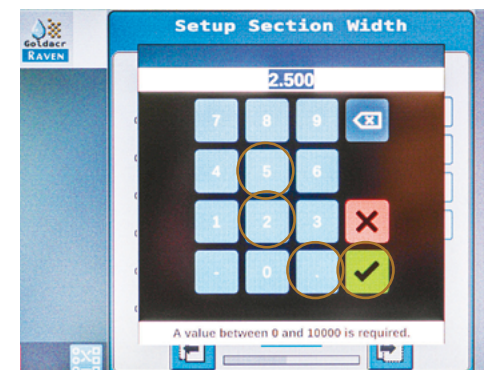 Setup Section Width
Goldacr
RAVEN
2.500
7 8 9
4 5 6
1 2 3
- 0 .
A value between 0 and 10000 is required.